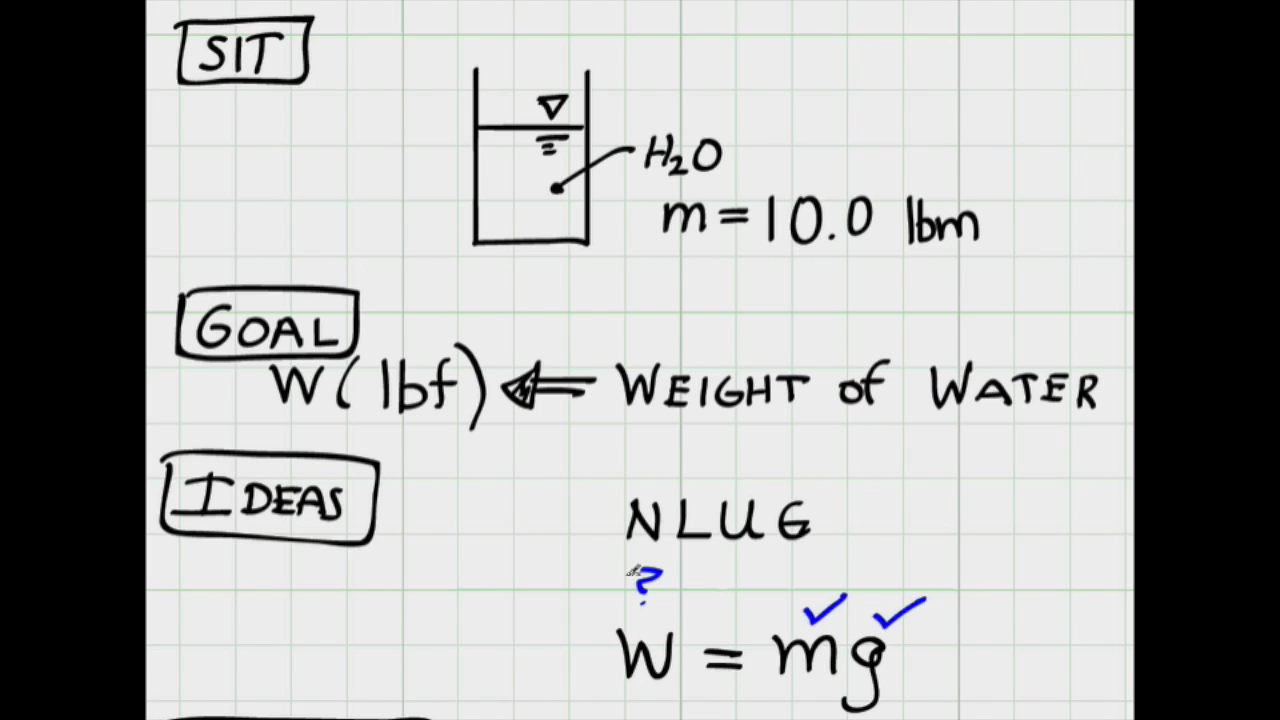 SIT
H₂O
m = 10.0 lbm
GOAL
W(lbf) ⇐ WEIGHT of WATER
IDEAS
NLUG
?
✓ ✓
W = mg